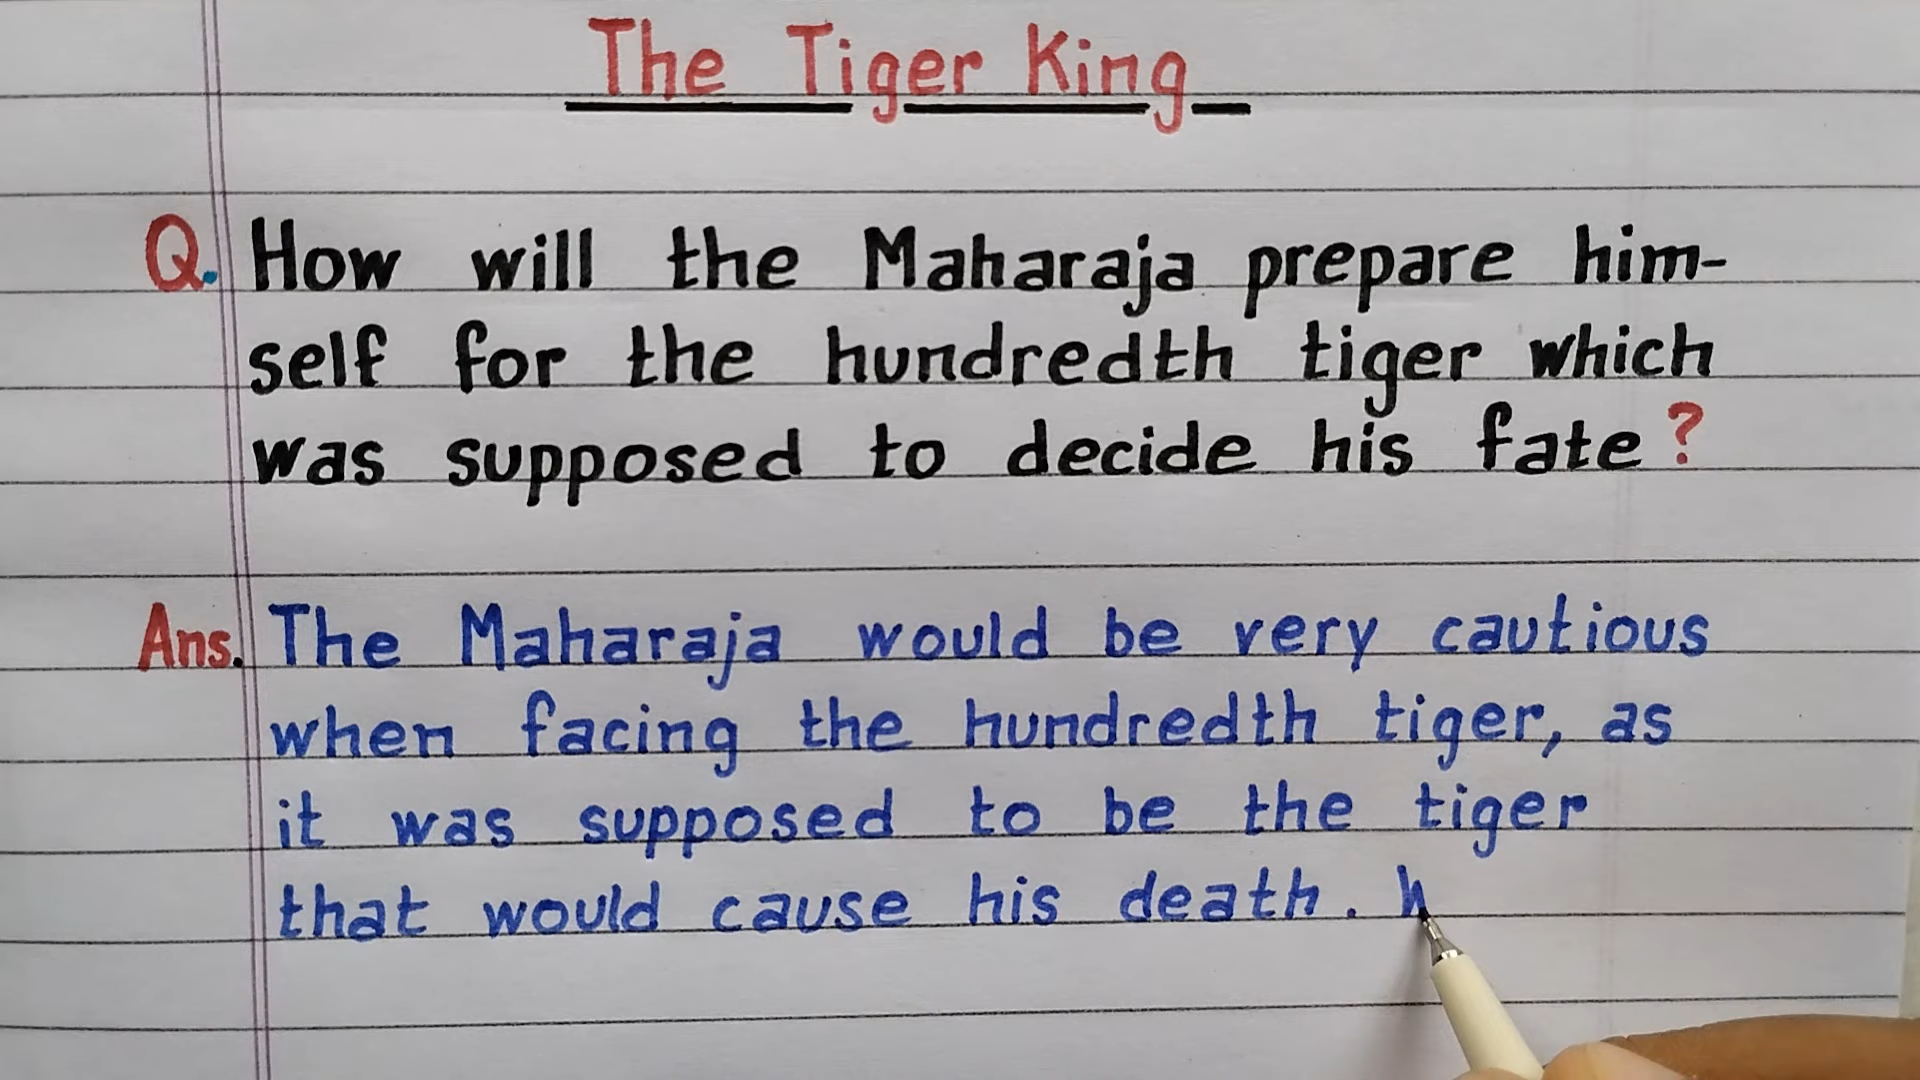 The Tiger King
Q. How will the Maharaja prepare him-
self for the hundredth tiger which
was supposed to decide his fate?
Ans. The Maharaja would be very cautious
when facing the hundredth tiger, as
it was supposed to be the tiger
that would cause his death.